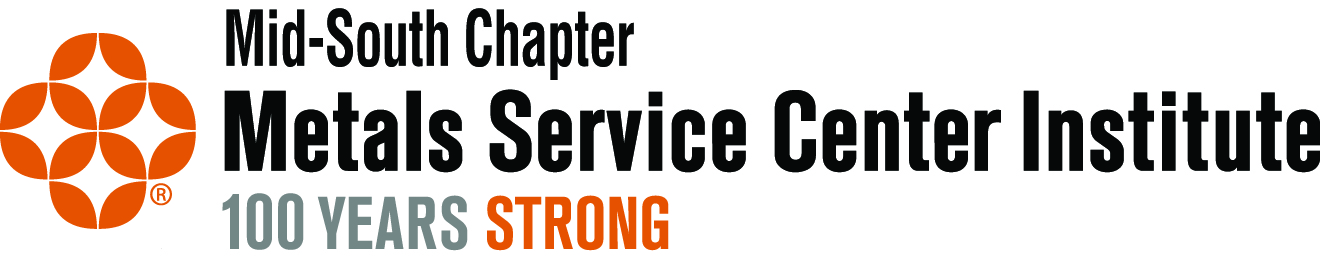 Mid-South Chapter
Metals Service Center Institute
®
100 YEARS STRONG